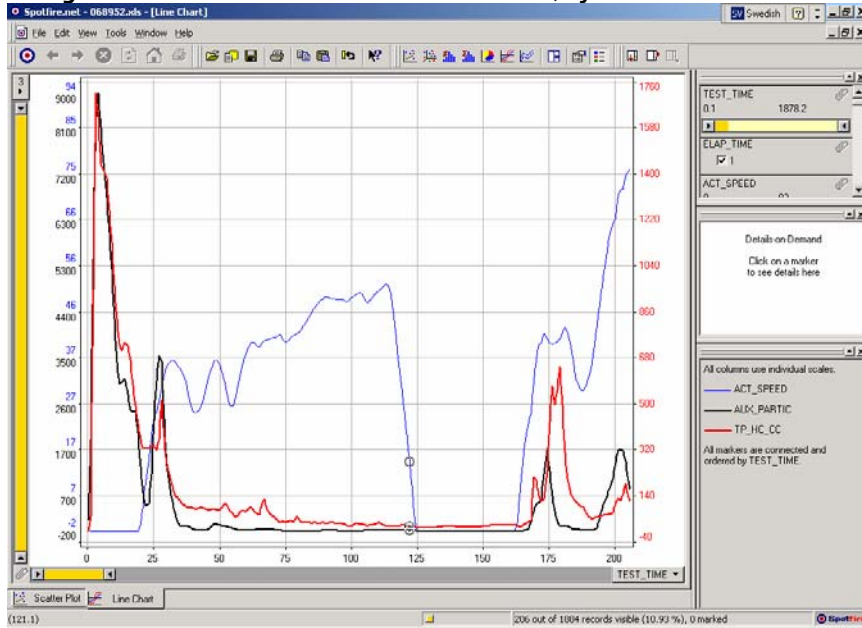 Spotfire.net - 068952.xls - [Line Chart]
SV Swedish
File Edit View Tools Window Help
3
94
9000
85
8100
75
7200
66
6300
56
5300
46
4400
37
3500
27
2600
17
1700
7
700
-2
-200
1760
1580
1400
1220
1040
860
680
500
320
140
-40
0 25 50 75 100 125 150 175 200
TEST_TIME
TEST_TIME
0.1 1878.2
ELAP_TIME
1
ACT_SPEED
Details on Demand
Click on a marker
to see details here
All columns use individual scales.
ACT_SPEED
AUX_PARTIC
TP_HC_CC
All markers are connected and
ordered by TEST_TIME.
Scatter Plot Line Chart
(121.1)
206 out of 1884 records visible (10.93 %), 0 marked
Spotfire